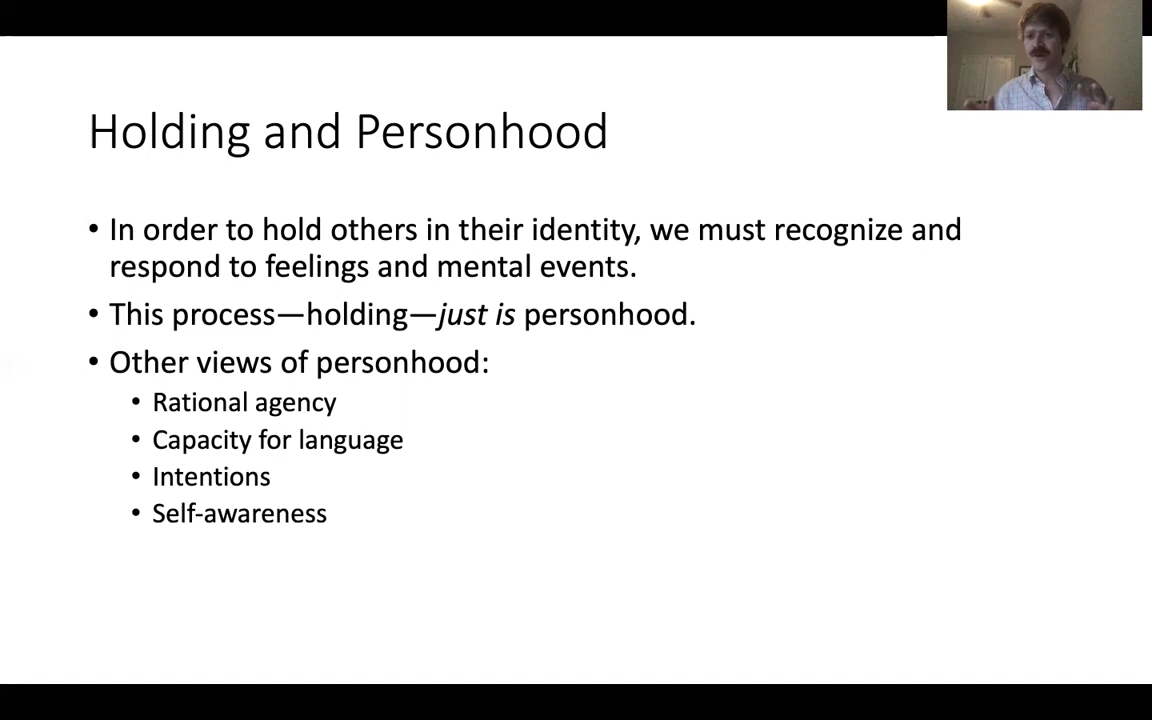 Holding and Personhood
• In order to hold others in their identity, we must recognize and
respond to feelings and mental events.
• This process—holding—just is personhood.
• Other views of personhood:
• Rational agency
• Capacity for language
• Intentions
• Self-awareness